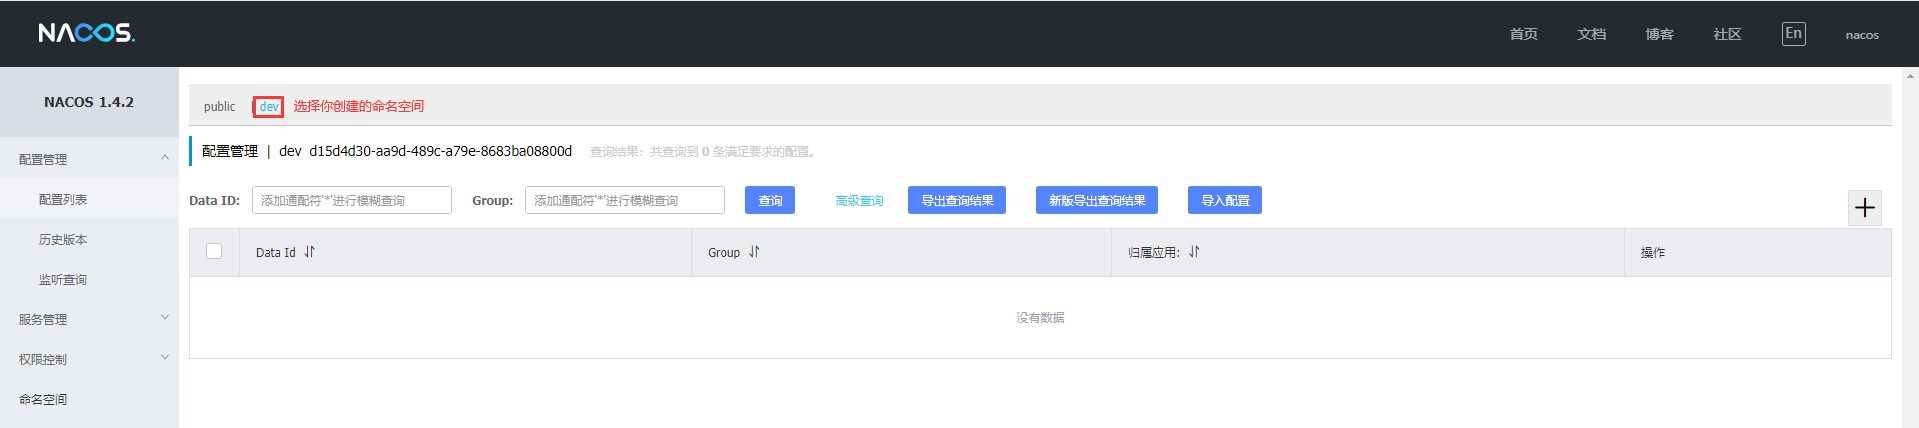 NACOS.
首页 文档 博客 社区 En nacos
NACOS 1.4.2
配置管理
配置列表
历史版本
监听查询
服务管理
权限控制
命名空间
public | dev 选择你创建的命名空间
配置管理 | dev d15d4d30-aa9d-489c-a79e-8683ba08800d 查询结果：共查询到 0 条满足要求的配置。
Data ID: 添加通配符'*'进行模糊查询 Group: 添加通配符'*'进行模糊查询 查询 高级查询 导出查询结果 新版导出查询结果 导入配置
Data Id Group 归属应用: 操作
没有数据